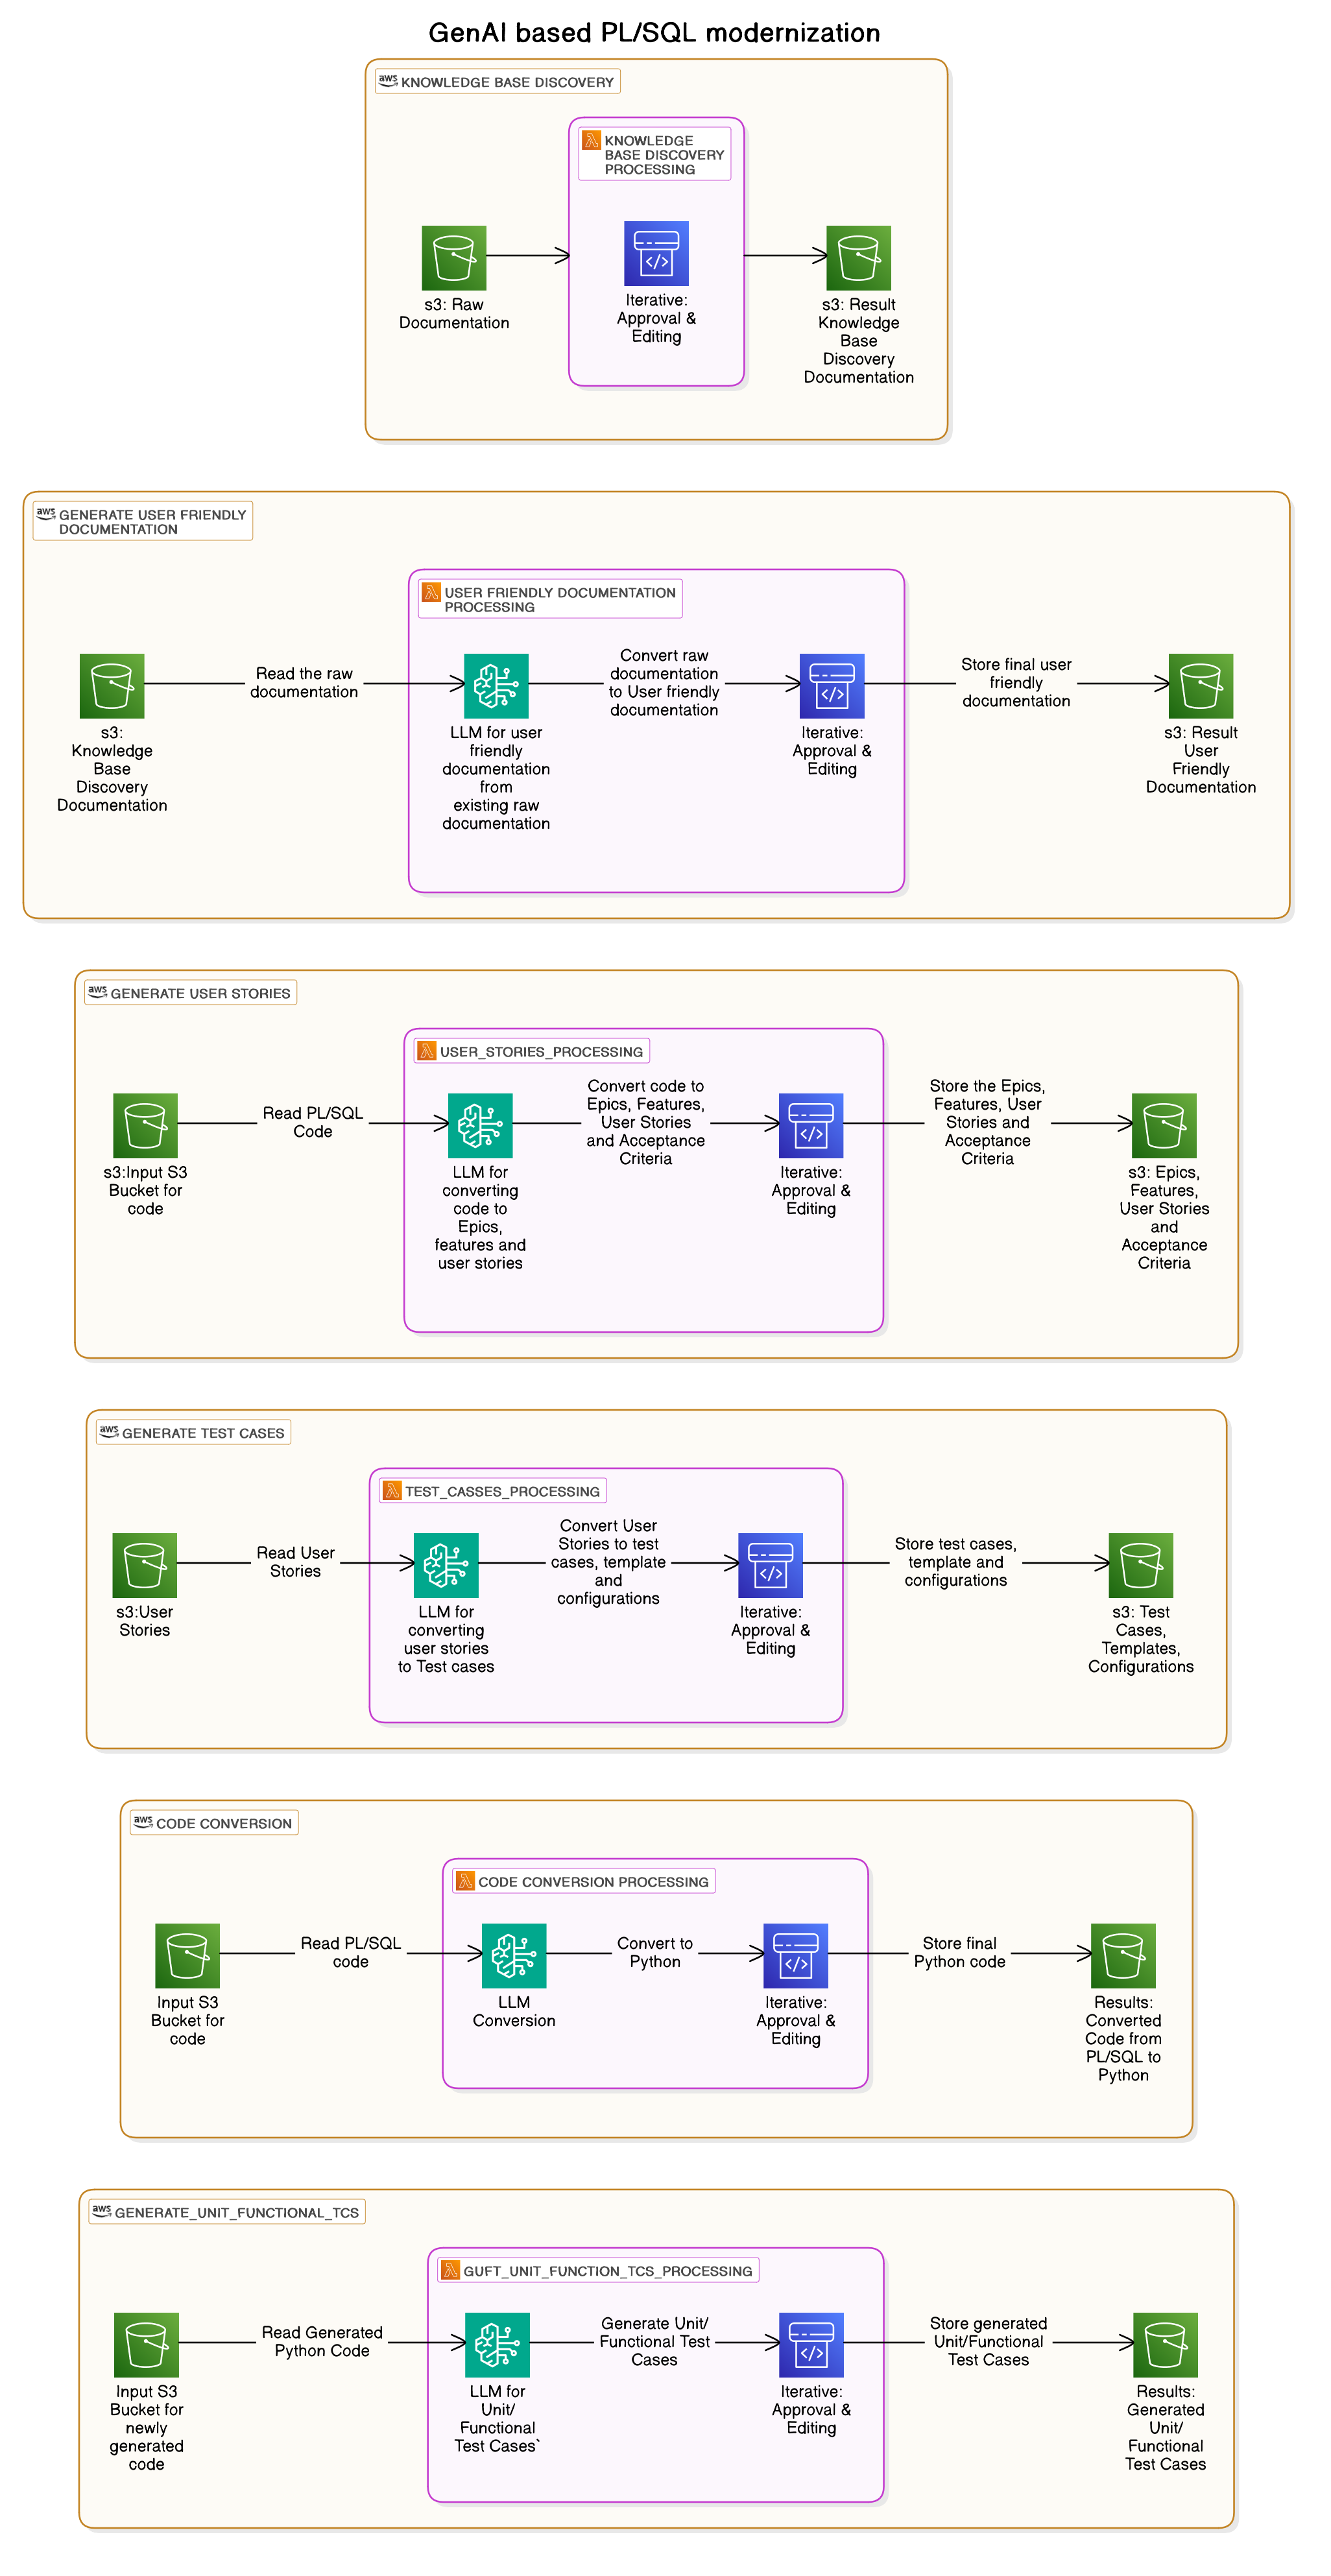 GenAI based PL/SQL modernization
aws KNOWLEDGE BASE DISCOVERY
KNOWLEDGE
BASE DISCOVERY
PROCESSING
s3: Raw
Documentation
Iterative:
Approval &
Editing
s3: Result
Knowledge
Base
Discovery
Documentation
aws GENERATE USER FRIENDLY
DOCUMENTATION
USER FRIENDLY DOCUMENTATION
PROCESSING
s3:
Knowledge
Base
Discovery
Documentation
Read the raw
documentation
LLM for user
friendly
documentation
from
existing raw
documentation
Convert raw
documentation
to User friendly
documentation
Iterative:
Approval &
Editing
Store final user
friendly
documentation
s3: Result
User
Friendly
Documentation
aws GENERATE USER STORIES
USER_STORIES_PROCESSING
s3:Input S3
Bucket for
code
Read PL/SQL
Code
LLM for
converting
code to
Epics,
features and
user stories
Convert code to
Epics, Features,
User Stories
and Acceptance
Criteria
Iterative:
Approval &
Editing
Store the Epics,
Features, User
Stories and
Acceptance
Criteria
s3: Epics,
Features,
User Stories
and
Acceptance
Criteria
aws GENERATE TEST CASES
TEST_CASSES_PROCESSING
s3:User
Stories
Read User
Stories
LLM for
converting
user stories
to Test cases
Convert User
Stories to test
cases, template
and
configurations
Iterative:
Approval &
Editing
Store test cases,
template and
configurations
s3: Test
Cases,
Templates,
Configurations
aws CODE CONVERSION
CODE CONVERSION PROCESSING
Input S3
Bucket for
code
Read PL/SQL
code
LLM
Conversion
Convert to
Python
Iterative:
Approval &
Editing
Store final
Python code
Results:
Converted
Code from
PL/SQL to
Python
aws GENERATE_UNIT_FUNCTIONAL_TCS
GUFT_UNIT_FUNCTION_TCS_PROCESSING
Input S3
Bucket for
newly
generated
code
Read Generated
Python Code
LLM for
Unit/
Functional
Test Cases`
Generate Unit/
Functional Test
Cases
Iterative:
Approval &
Editing
Store generated
Unit/Functional
Test Cases
Results:
Generated
Unit/
Functional
Test Cases